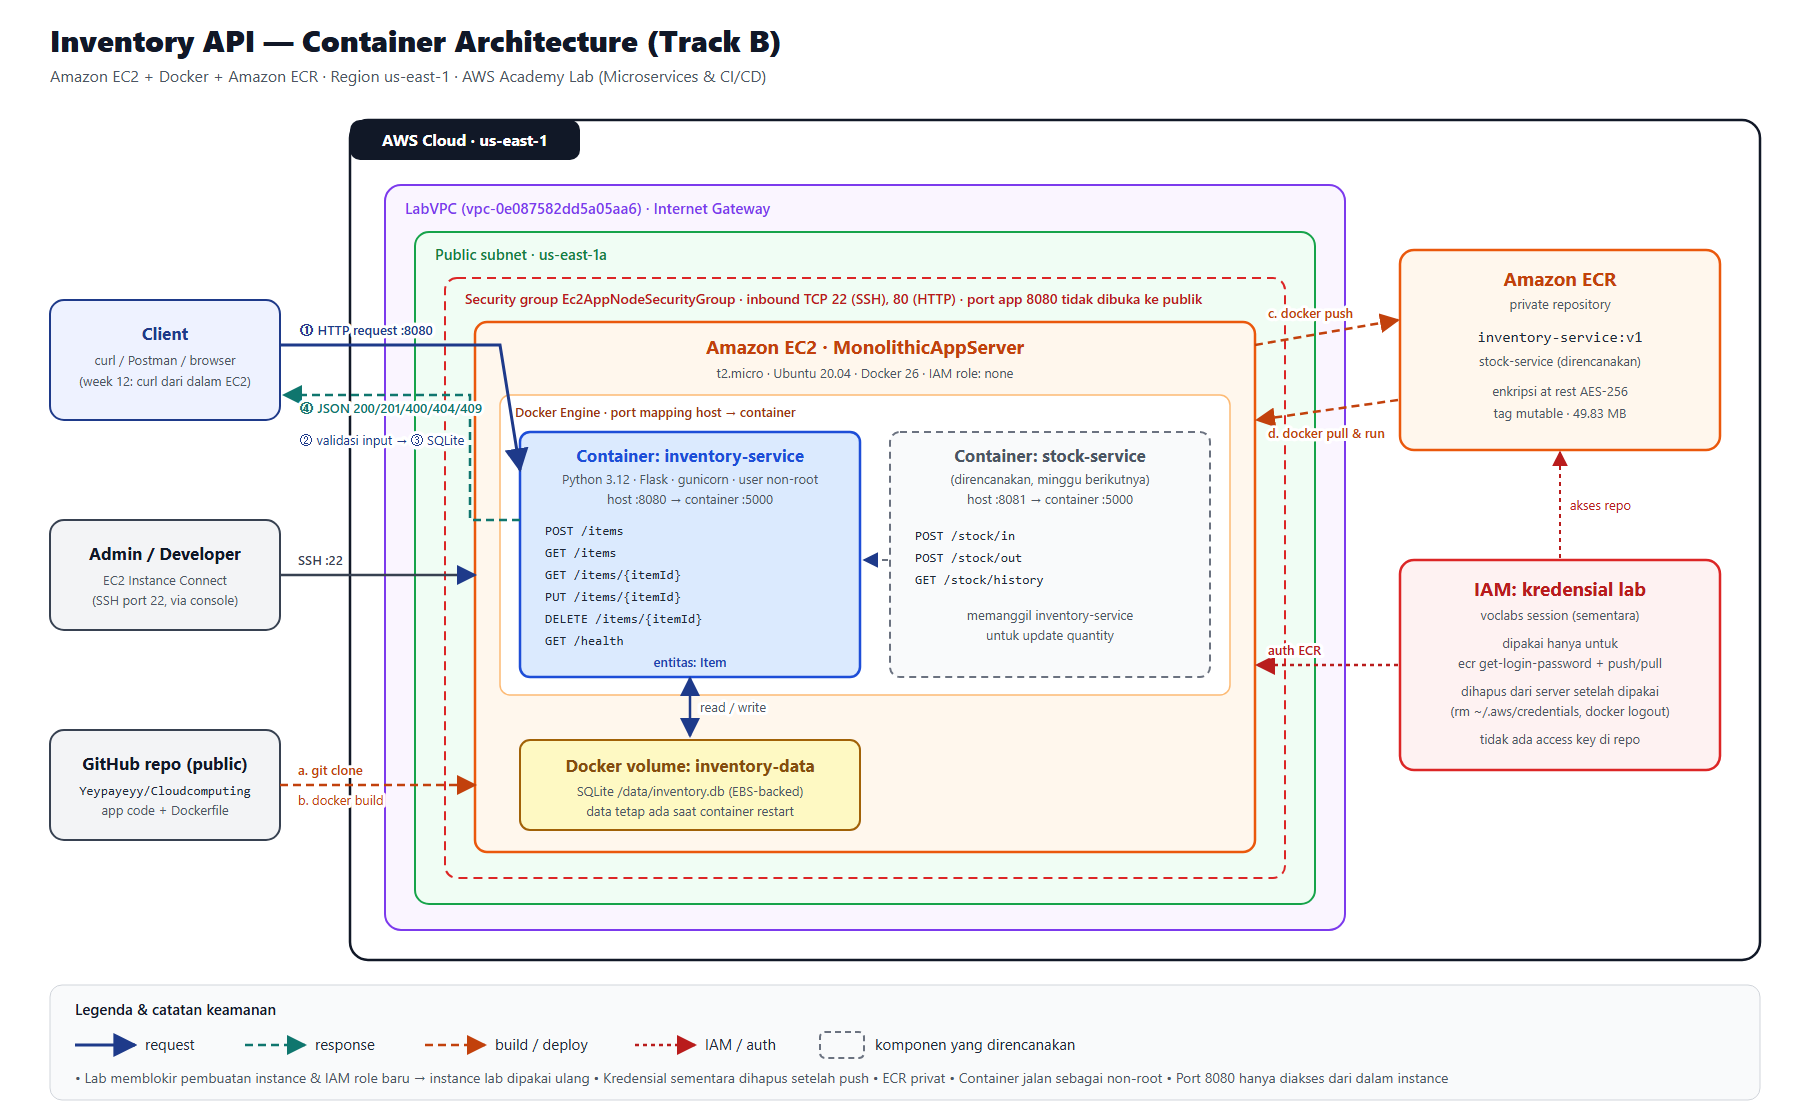 Inventory API — Container Architecture (Track B)
Amazon EC2 + Docker + Amazon ECR · Region us-east-1 · AWS Academy Lab (Microservices & CI/CD)
AWS Cloud · us-east-1
LabVPC (vpc-0e087582dd5a05aa6) · Internet Gateway
Public subnet · us-east-1a
Security group Ec2AppNodeSecurityGroup · inbound TCP 22 (SSH), 80 (HTTP) · port app 8080 tidak dibuka ke publik
Client
curl / Postman / browser
(week 12: curl dari dalam EC2)
① HTTP request :8080
④ JSON 200/201/400/404/409
② validasi input → ③ SQLite
Admin / Developer
EC2 Instance Connect
(SSH port 22, via console)
SSH :22
GitHub repo (public)
Yeypayeyy/Cloudcomputing
app code + Dockerfile
a. git clone
b. docker build
Amazon EC2 · MonolithicAppServer
t2.micro · Ubuntu 20.04 · Docker 26 · IAM role: none
Docker Engine · port mapping host → container
Container: inventory-service
Python 3.12 · Flask · gunicorn · user non-root
host :8080 → container :5000
POST /items
GET /items
GET /items/{itemId}
PUT /items/{itemId}
DELETE /items/{itemId}
GET /health
entitas: Item
Container: stock-service
(direncanakan, minggu berikutnya)
host :8081 → container :5000
POST /stock/in
POST /stock/out
GET /stock/history
memanggil inventory-service
untuk update quantity
read / write
Docker volume: inventory-data
SQLite /data/inventory.db (EBS-backed)
data tetap ada saat container restart
c. docker push
d. docker pull & run
auth ECR
Amazon ECR
private repository
inventory-service:v1
stock-service (direncanakan)
enkripsi at rest AES-256
tag mutable · 49.83 MB
akses repo
IAM: kredensial lab
voclabs session (sementara)
dipakai hanya untuk
ecr get-login-password + push/pull
dihapus dari server setelah dipakai
(rm ~/.aws/credentials, docker logout)
tidak ada access key di repo
Legenda & catatan keamanan
request
response
build / deploy
IAM / auth
komponen yang direncanakan
• Lab memblokir pembuatan instance & IAM role baru → instance lab dipakai ulang • Kredensial sementara dihapus setelah push • ECR privat • Container jalan sebagai non-root • Port 8080 hanya diakses dari dalam instance